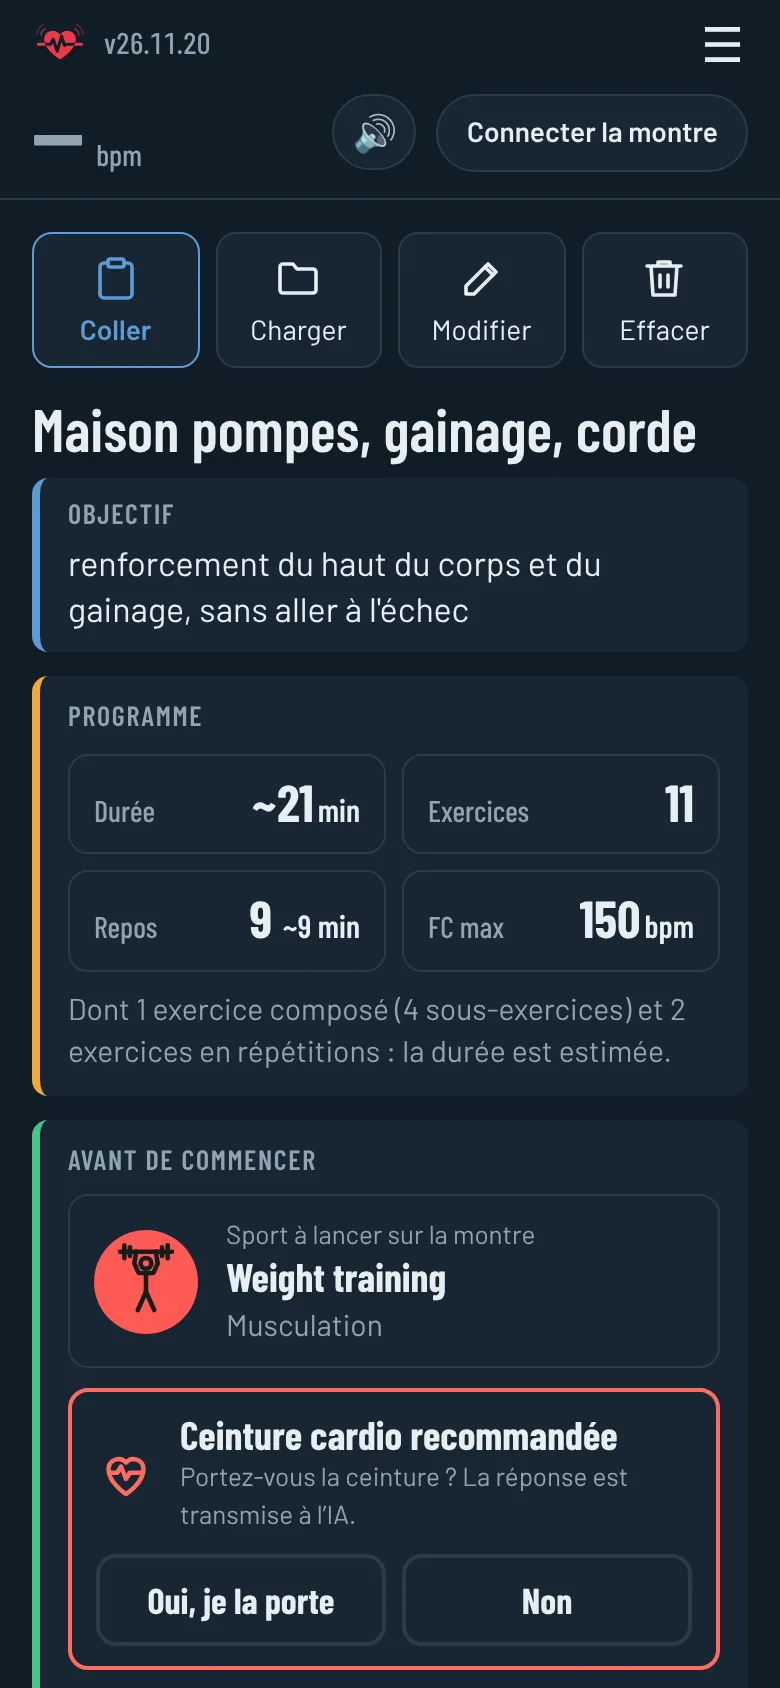 v26.11.20
bpm
Connecter la montre
Coller
Charger
Modifier
Effacer
Maison pompes, gainage, corde
OBJECTIF
renforcement du haut du corps et du
gainage, sans aller à l'échec
PROGRAMME
Durée ~21 min
Exercices 11
Repos 9 ~9 min
FC max 150 bpm
Dont 1 exercice composé (4 sous-exercices) et 2
exercices en répétitions : la durée est estimée.
AVANT DE COMMENCER
Sport à lancer sur la montre
Weight training
Musculation
Ceinture cardio recommandée
Portez-vous la ceinture ? La réponse est
transmise à l’IA.
Oui, je la porte
Non